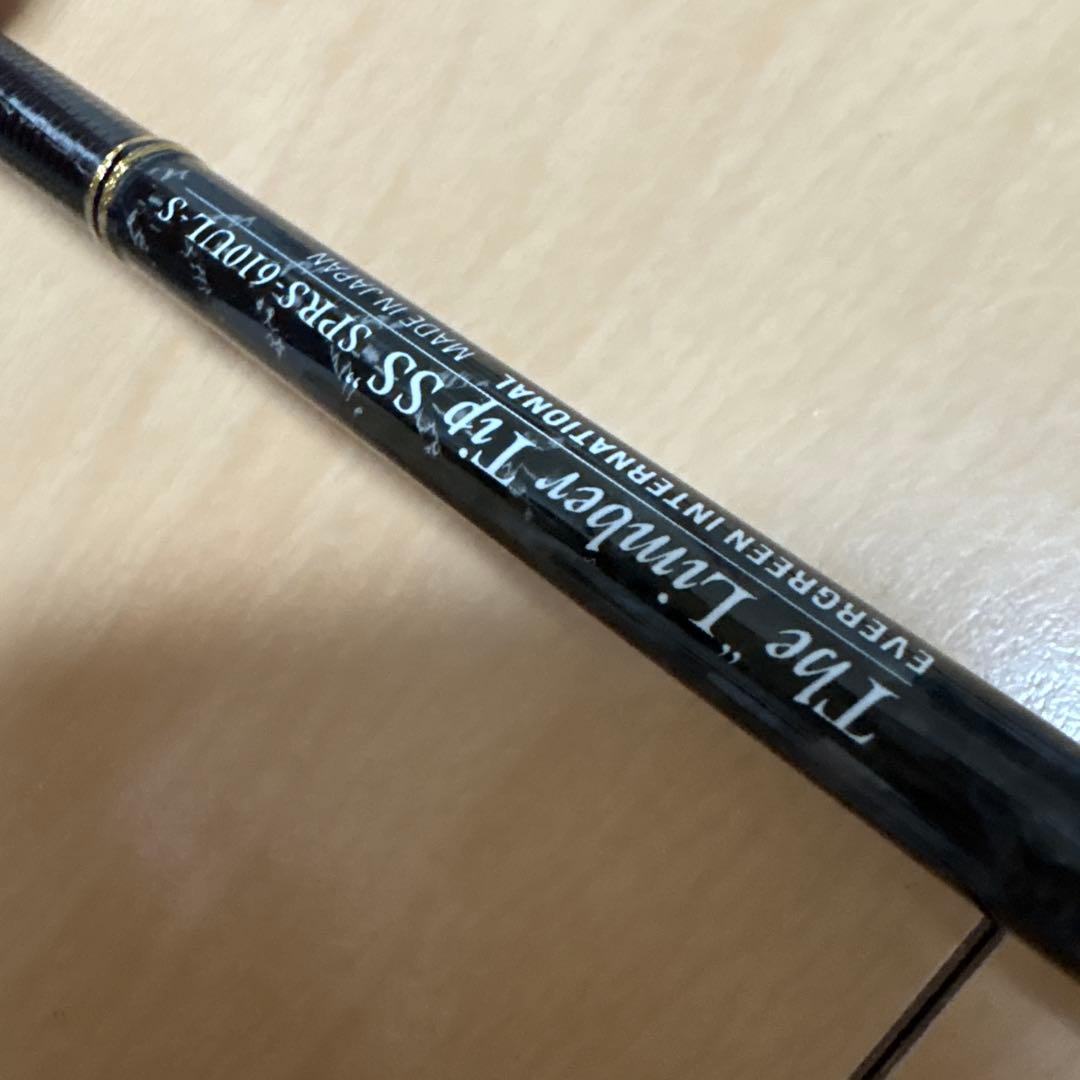 The "Limber Tip SS" SPRS-610UL-S
EVERGREEN INTERNATIONAL MADE IN JAPAN